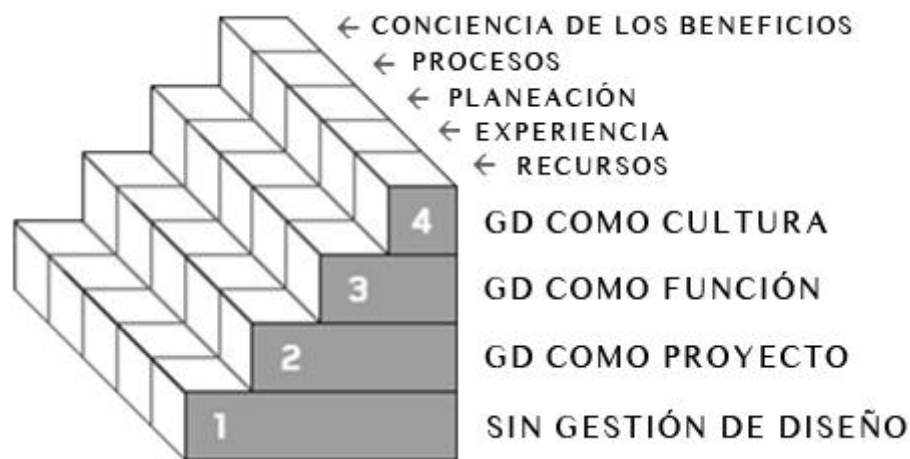 ← CONCIENCIA DE LOS BENEFICIOS
← PROCESOS
← PLANEACIÓN
← EXPERIENCIA
← RECURSOS
4 GD COMO CULTURA
3 GD COMO FUNCIÓN
2 GD COMO PROYECTO
1 SIN GESTIÓN DE DISEÑO